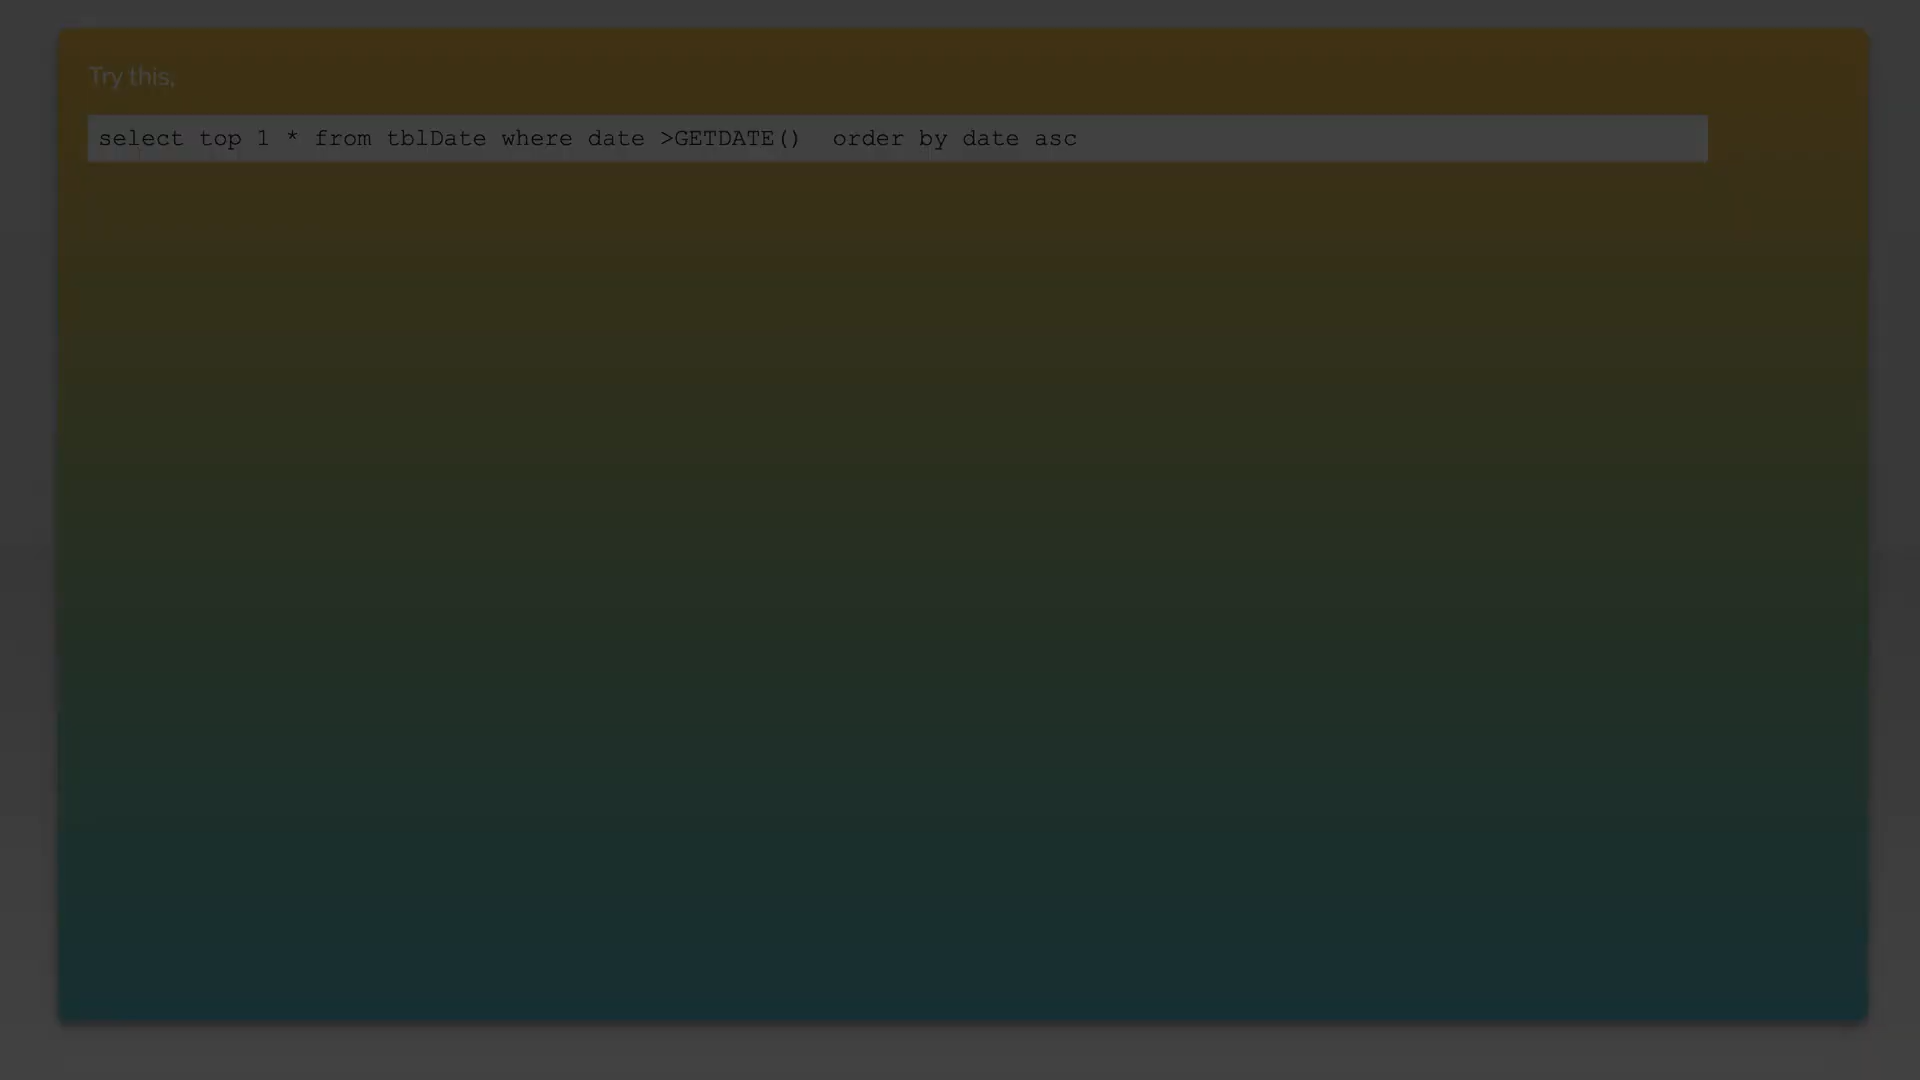 Try this,
select top 1 * from tblDate where date >GETDATE()  order by date asc